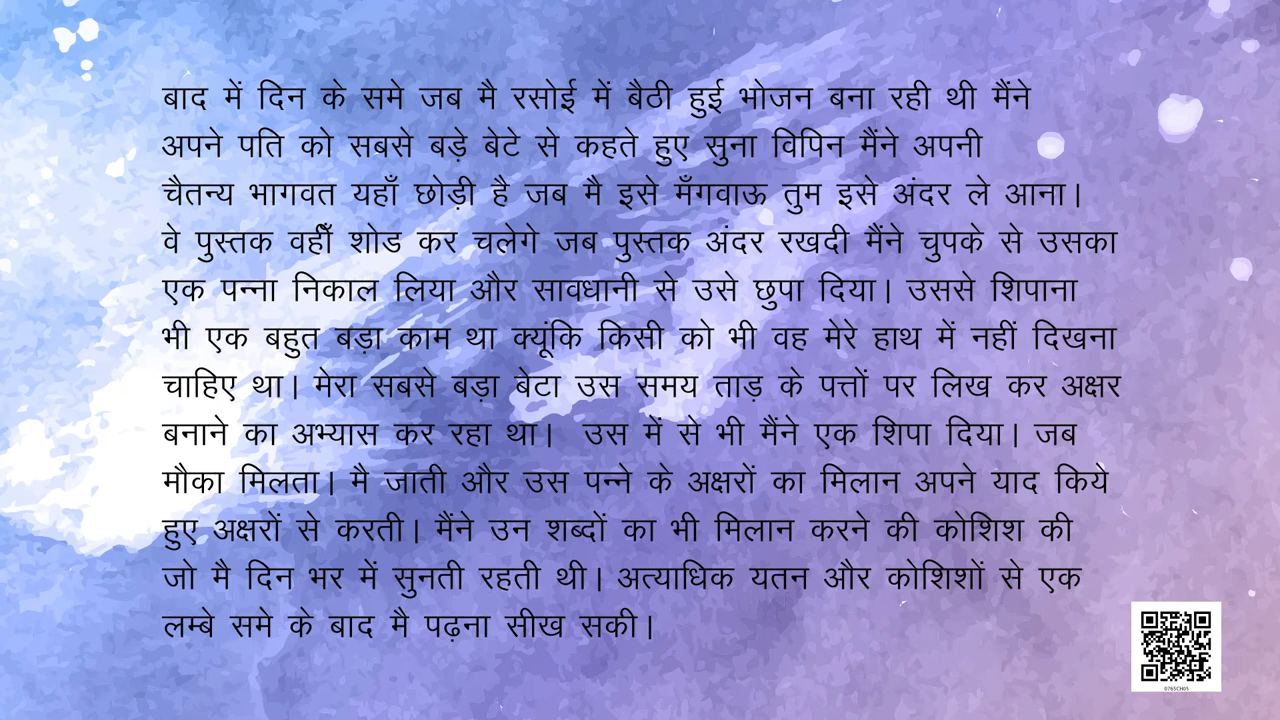 बाद में दिन के समे जब मै रसोई में बैठी हुई भोजन बना रही थी मैंने
अपने पति को सबसे बड़े बेटे से कहते हुए सुना विपिन मैंने अपनी
चैतन्य भागवत यहाँ छोड़ी है जब मै इसे मँगवाऊ तुम इसे अंदर ले आना।
वे पुस्तक वहीँ शोड कर चलेगे जब पुस्तक अंदर रखदी मैंने चुपके से उसका
एक पन्ना निकाल लिया और सावधानी से उसे छुपा दिया। उससे शिपाना
भी एक बहुत बड़ा काम था क्यूंकि किसी को भी वह मेरे हाथ में नहीं दिखना
चाहिए था। मेरा सबसे बड़ा बेटा उस समय ताड़ के पत्तों पर लिख कर अक्षर
बनाने का अभ्यास कर रहा था। उस में से भी मैंने एक शिपा दिया। जब
मौका मिलता। मै जाती और उस पन्ने के अक्षरों का मिलान अपने याद किये
हुए अक्षरों से करती। मैंने उन शब्दों का भी मिलान करने की कोशिश की
जो मै दिन भर में सुनती रहती थी। अत्याधिक यतन और कोशिशों से एक
लम्बे समे के बाद मै पढ़ना सीख सकी।
0765CH05